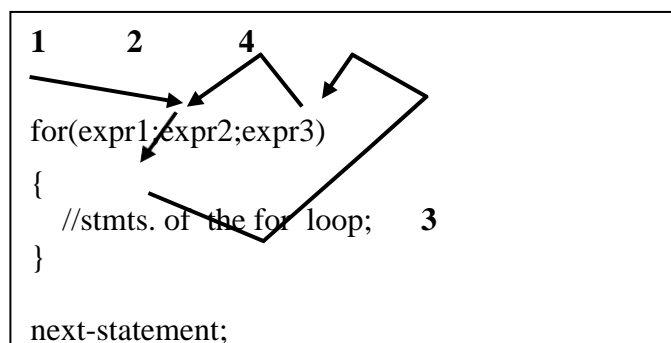 1 2 4
for(expr1;expr2;expr3)
{
//stmts. of the for loop; 3
}
next-statement;